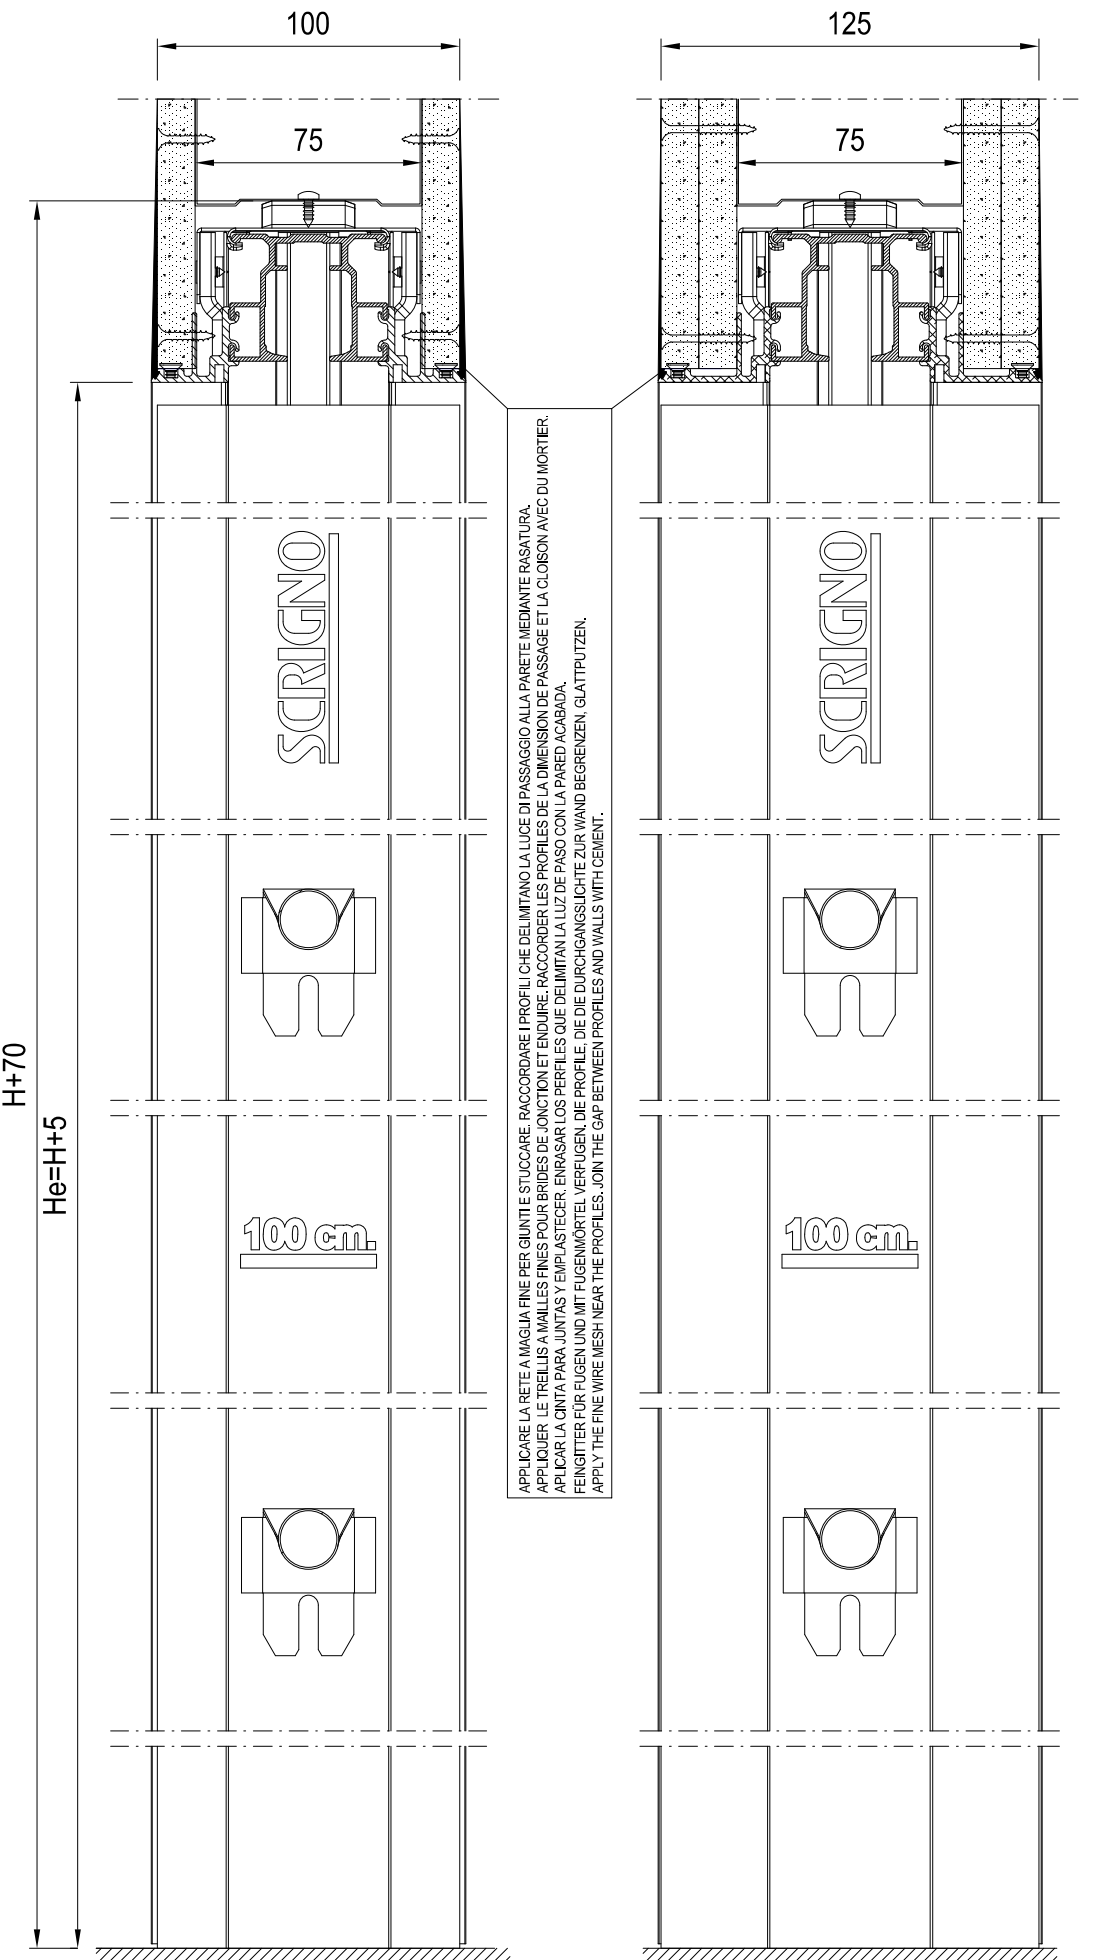 100
125
75
75
H+70
He=H+5
SCRIGNO
SCRIGNO
APPLICARE LA RETE A MAGLIA FINE PER GIUNTI E STUCCARE. RACCORDARE I PROFILI CHE DELIMITANO LA LUCE DI PASSAGGIO ALLA PARETE MEDIANTE RASATURA.
APPLIQUER LE TREILLIS A MAILLES FINES POUR BRIDES DE JONCTION ET ENDUIRE. RACCORDER LES PROFILES DE LA DIMENSION DE PASSAGE ET LA CLOISON AVEC DU MORTIER.
APLICAR LA CINTA PARA JUNTAS Y EMPLASTECER. ENRASAR LOS PERFILES QUE DELIMITAN LA LUZ DE PASO CON LA PARED ACABADA.
FEINGITTER FÜR FUGEN UND MIT FUGENMÖRTEL VERFUGEN. DIE PROFILE, DIE DIE DURCHGANGSLICHTE ZUR WAND BEGRENZEN, GLATTPUTZEN.
APPLY THE FINE WIRE MESH NEAR THE PROFILES. JOIN THE GAP BETWEEN PROFILES AND WALLS WITH CEMENT.
100 cm.
100 cm.